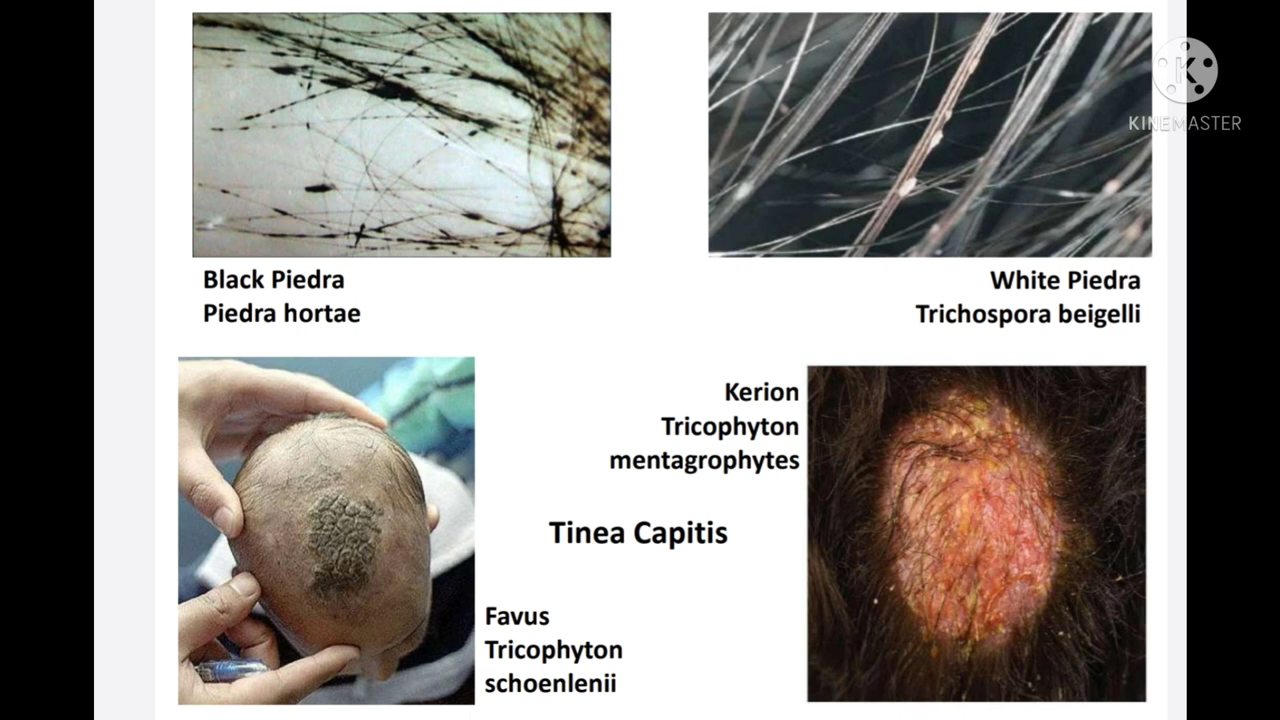 KINEMASTER
Black Piedra
Piedra hortae
White Piedra
Trichospora beigelli
Kerion
Tricophyton
mentagrophytes
Tinea Capitis
Favus
Tricophyton
schoenlenii